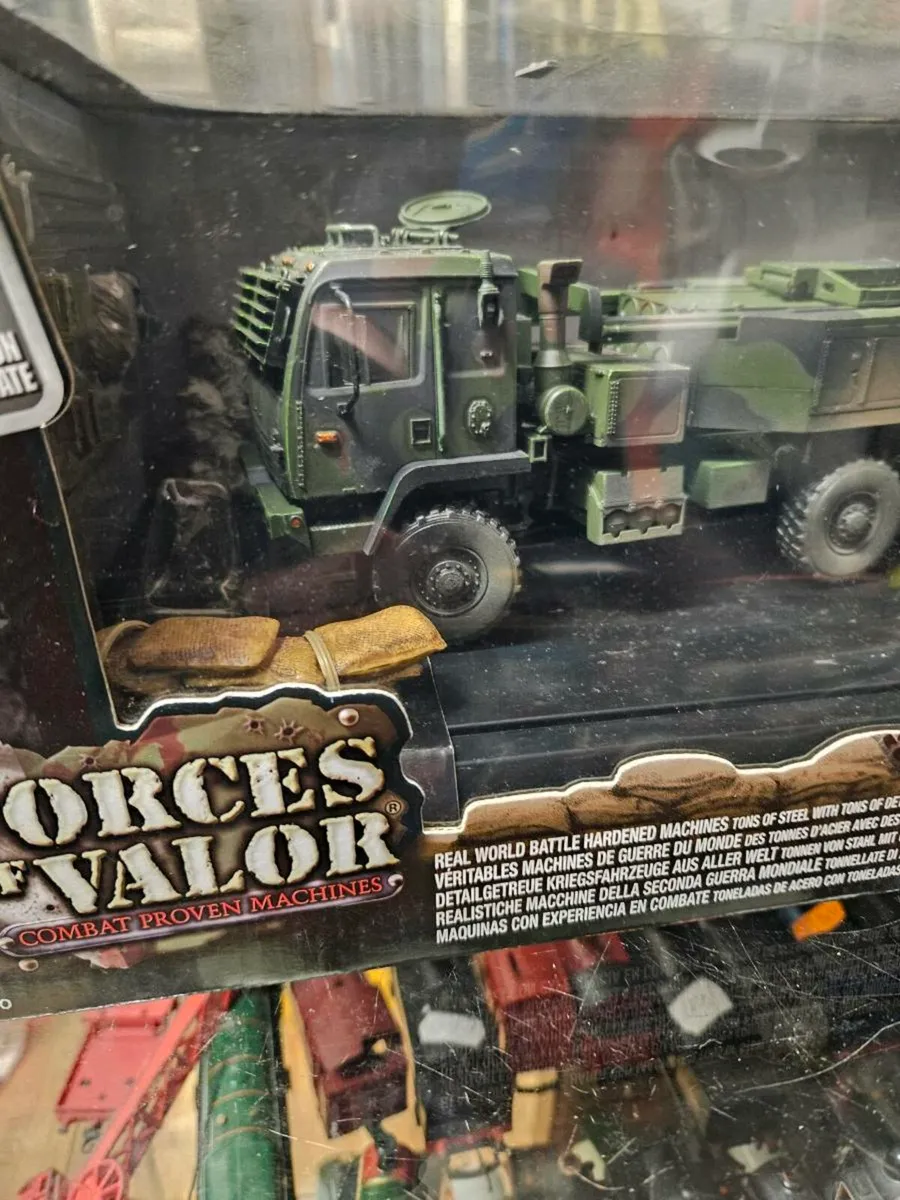 ATE
ORCES
VALOR®
COMBAT PROVEN MACHINES
REAL WORLD BATTLE HARDENED MACHINES TONS OF STEEL WITH TONS OF DE
VÉRITABLES MACHINES DE GUERRE DU MONDE DES TONNES D'ACIER AVEC DES
DETAILGETREUE KRIEGSFAHRZEUGE AUS ALLER WELT TONNEN VON STAHL MIT
REALISTICHE MACCHINE DELLA SECONDA GUERRA MONDIALE TONNELLATE DI
MAQUINAS CON EXPERIENCIA EN COMBATE TONELADAS DE ACERO CON TONELADAS